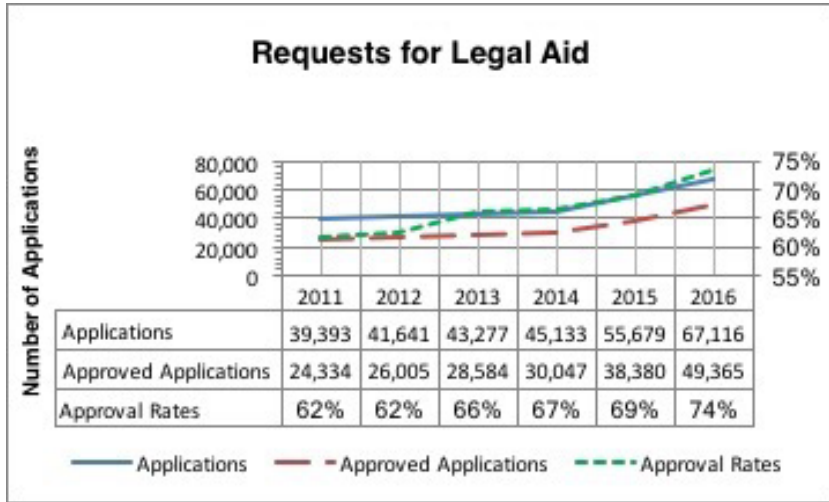 Requests for Legal Aid
Number of Applications
80,000
60,000
40,000
20,000
0
75%
70%
65%
60%
55%
2011 2012 2013 2014 2015 2016
Applications 39,393 41,641 43,277 45,133 55,679 67,116
Approved Applications 24,334 26,005 28,584 30,047 38,380 49,365
Approval Rates 62% 62% 66% 67% 69% 74%
Applications Approved Applications Approval Rates